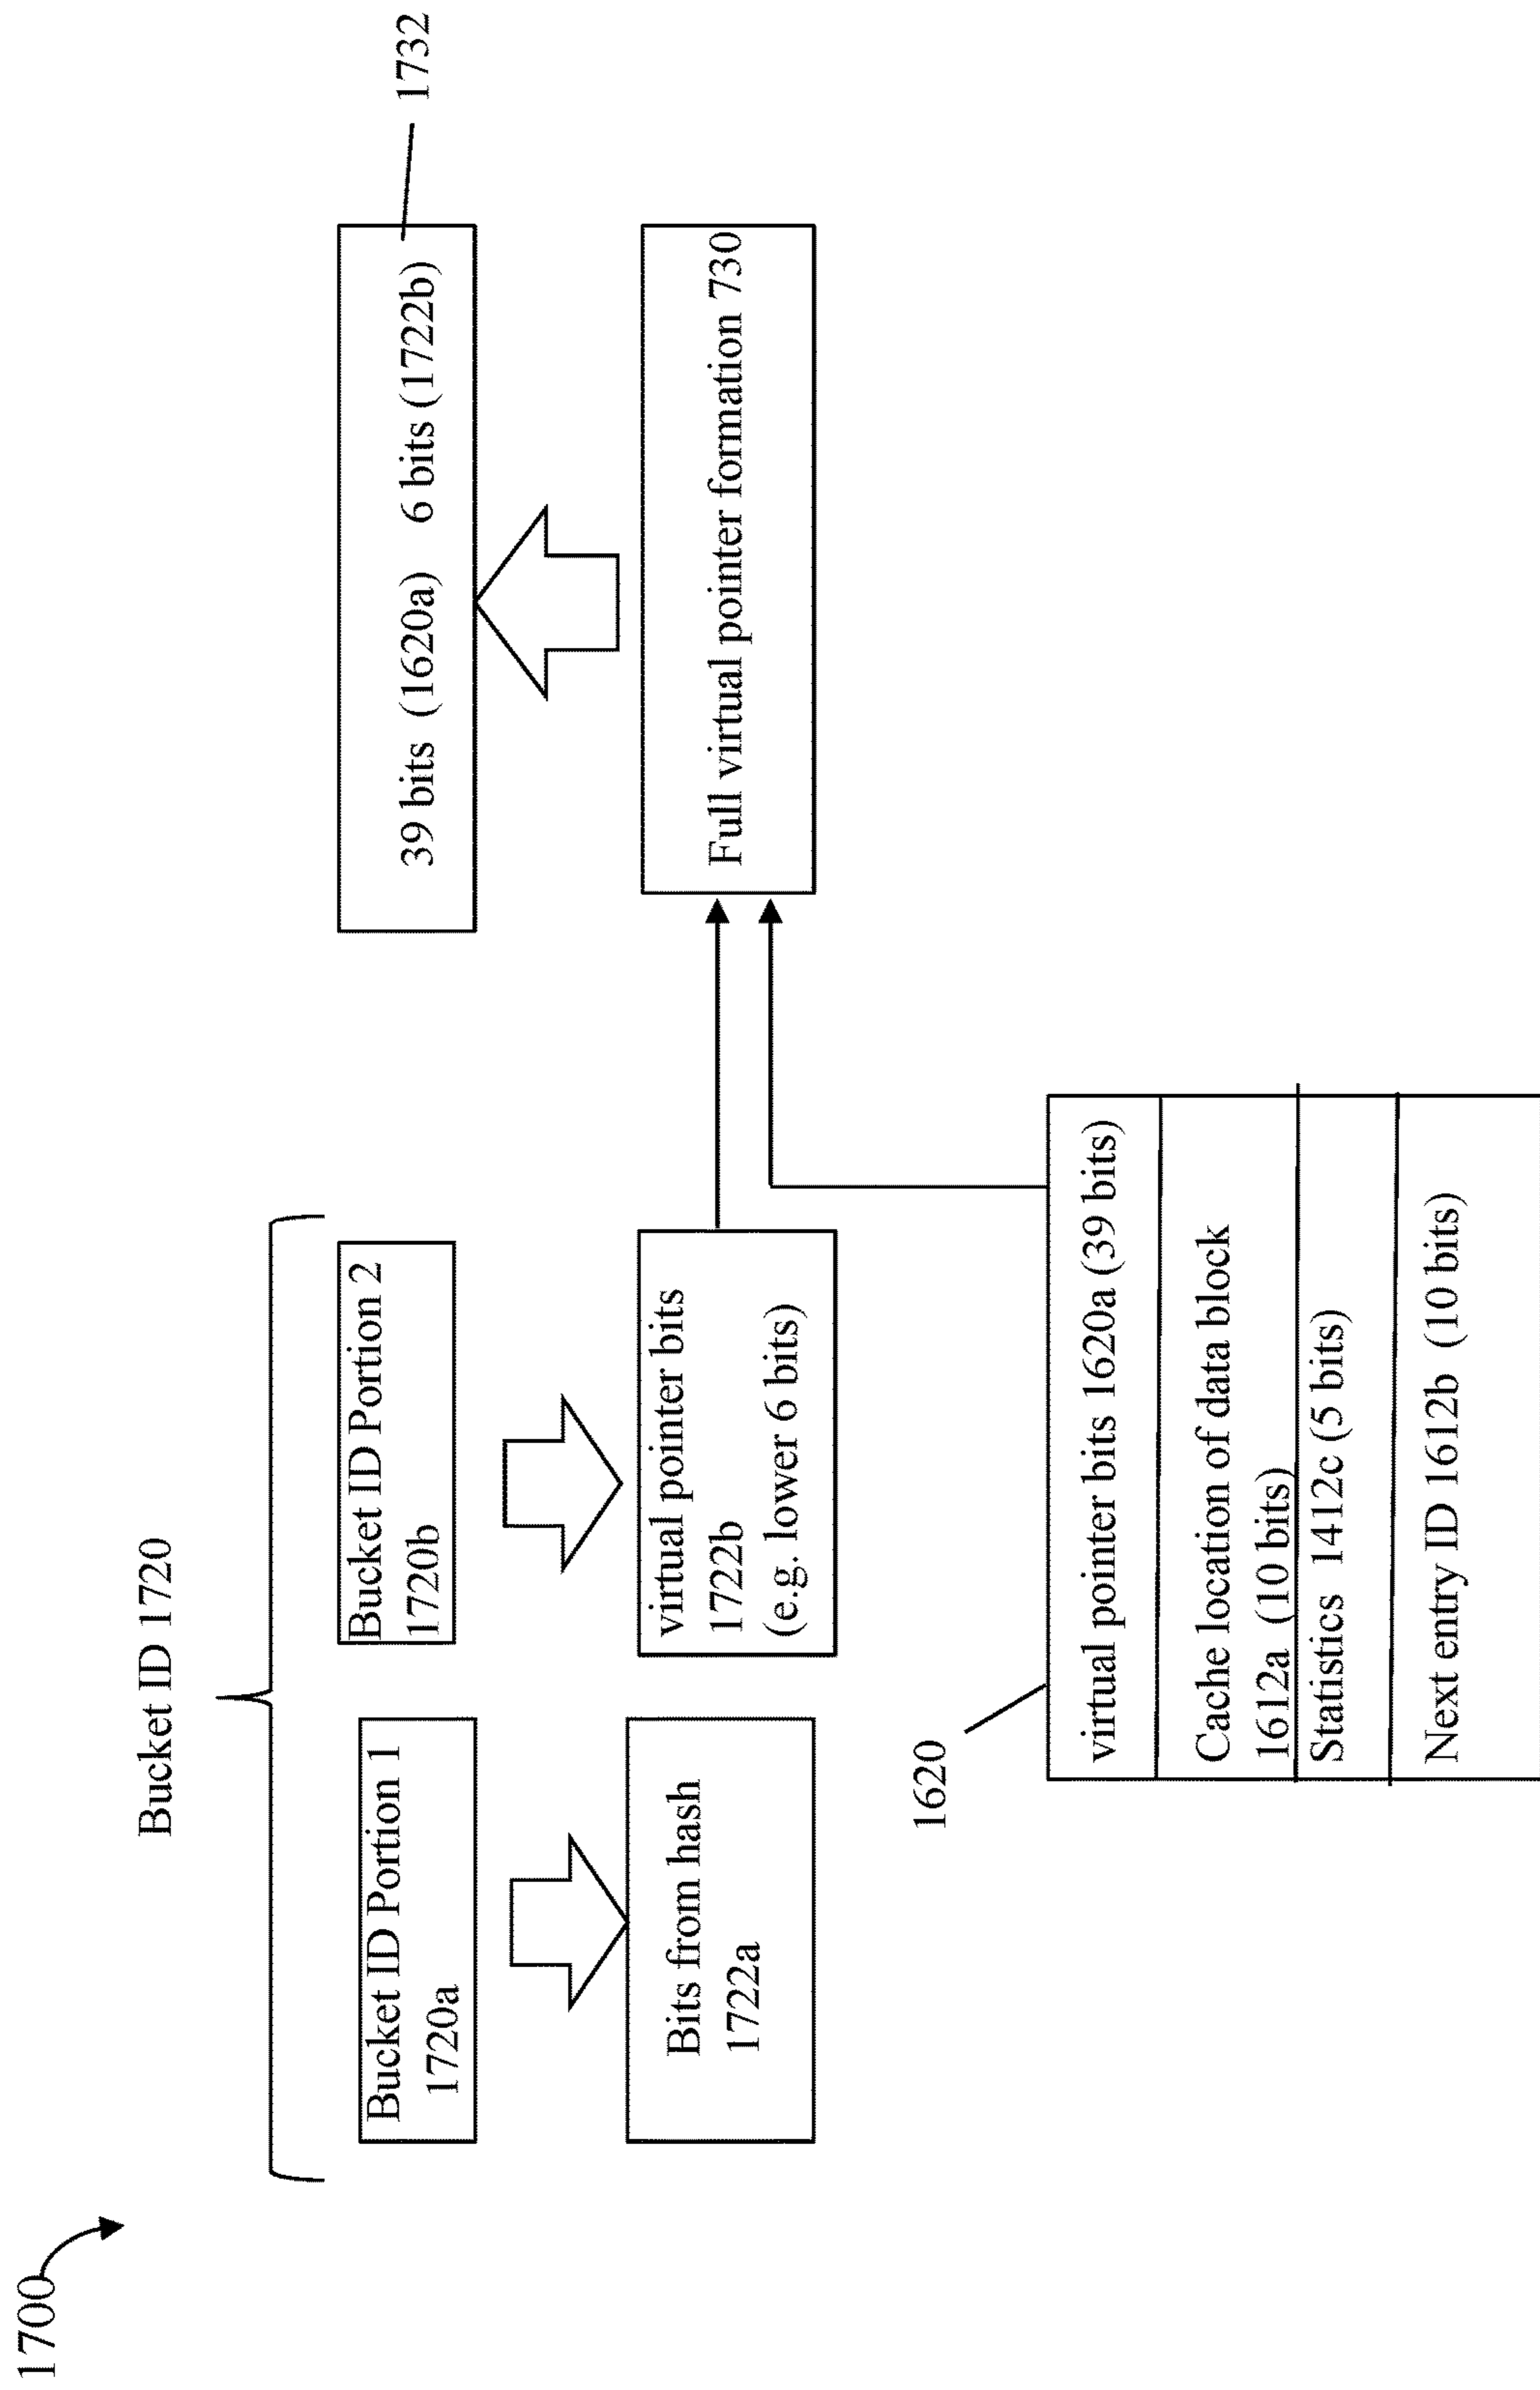 1700
Bucket ID 1720
Bucket ID Portion 1
1720a
Bucket ID Portion 2
1720b
39 bits (1620a) 6 bits (1722b)
1732
Bits from hash
1722a
virtual pointer bits
1722b
(e.g. lower 6 bits)
Full virtual pointer formation 730
1620
virtual pointer bits 1620a (39 bits)
Cache location of data block
1612a (10 bits)
Statistics 1412c (5 bits)
Next entry ID 1612b (10 bits)